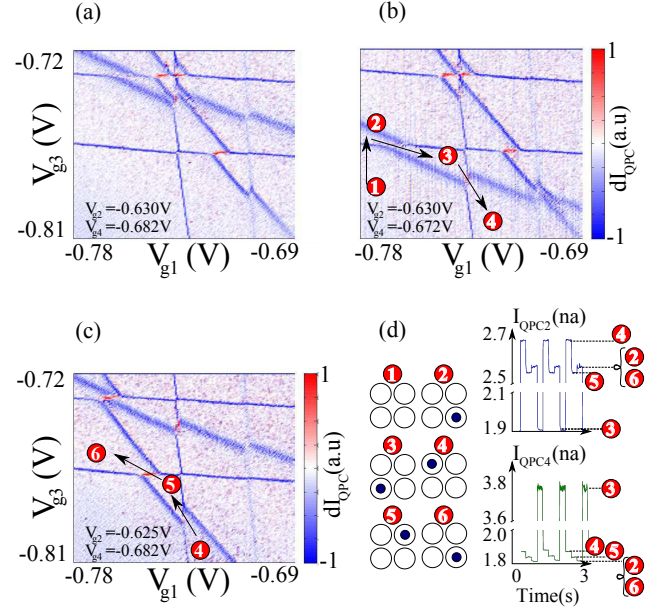 (a)
-0.72
V_g3 (V)
-0.81
V_g2=-0.630V
V_g4=-0.682V
-0.78
V_g1 (V)
-0.69
(b)
-0.72
-0.81
2
3
1
4
V_g2=-0.630V
V_g4=-0.672V
-0.78
V_g1 (V)
-0.69
1
dI_QPC(a.u)
-1
(c)
-0.72
V_g3 (V)
-0.81
6
5
4
V_g2=-0.625V
V_g4=-0.682V
-0.78
V_g1 (V)
-0.69
1
dI_QPC(a.u)
-1
(d)
1 2
3 4
5 6
I_QPC2(na)
2.7
2.5
2.1
1.9
4
2
6
5
3
I_QPC4(na)
3.8
3.6
1.8
1.8
3
4 5
2
6
0 3
Time(s)